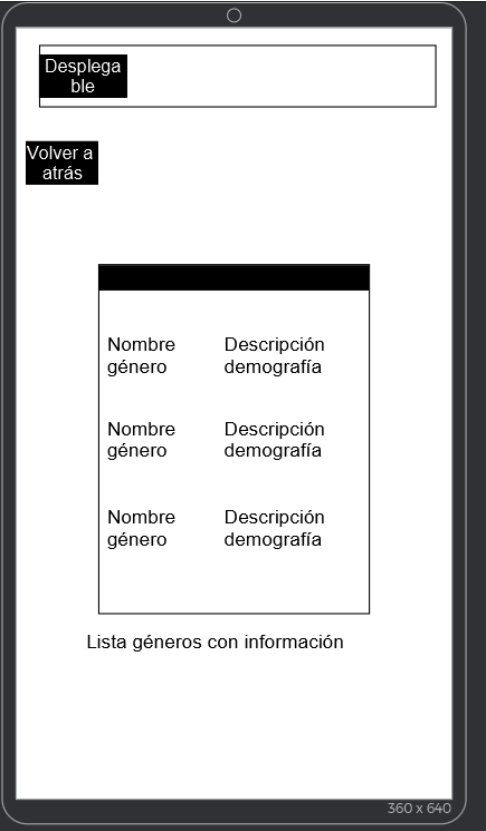 Desplega
ble
Volver a
atrás
Nombre Descripción
género demografía
Nombre Descripción
género demografía
Nombre Descripción
género demografía
Lista géneros con información
360 x 640